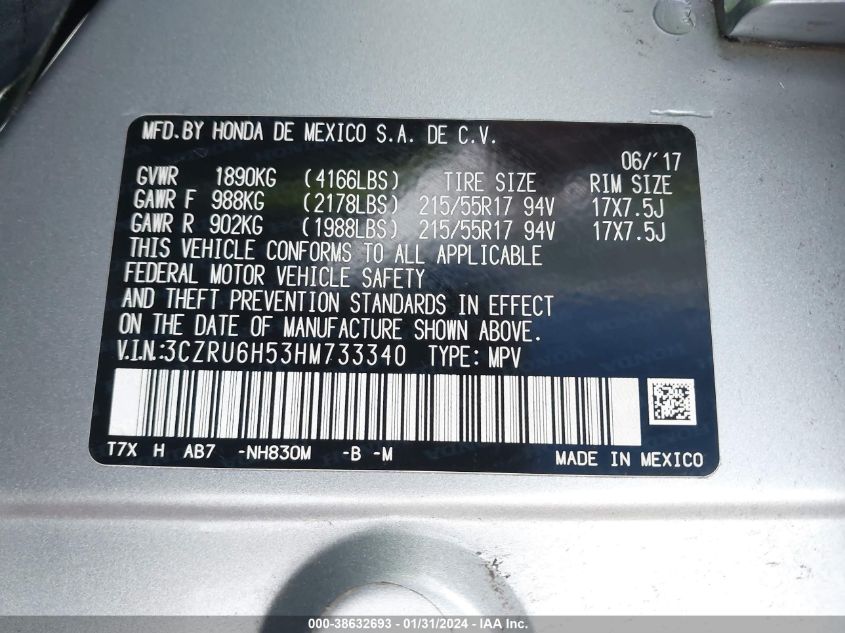 MFD.BY HONDA DE MEXICO S.A. DE C.V.
06/'17
GVWR 1890KG (4166LBS) TIRE SIZE RIM SIZE
GAWR F 988KG (2178LBS) 215/55R17 94V 17X7.5J
GAWR R 902KG (1988LBS) 215/55R17 94V 17X7.5J
THIS VEHICLE CONFORMS TO ALL APPLICABLE
FEDERAL MOTOR VEHICLE SAFETY
AND THEFT PREVENTION STANDARDS IN EFFECT
ON THE DATE OF MANUFACTURE SHOWN ABOVE.
V.I.N.:3CZRU6H53HM733340 TYPE: MPV
T7X H AB7 -NH830M -B -M MADE IN MEXICO
000-38632693 - 01/31/2024 - IAA Inc.